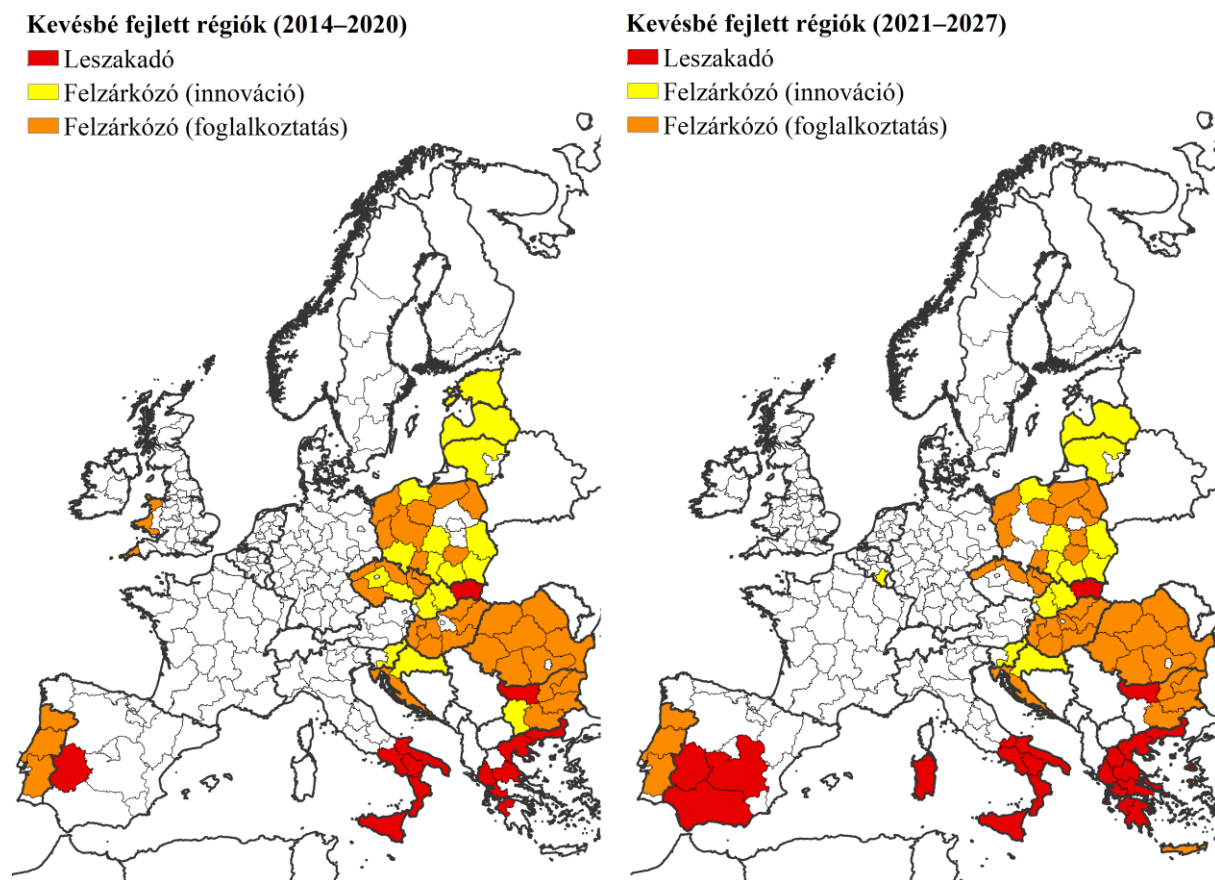 Kevésbé fejlett régiók (2014–2020)
Leszakadó
Felzárkózó (innováció)
Felzárkózó (foglalkoztatás)
Kevésbé fejlett régiók (2021–2027)
Leszakadó
Felzárkózó (innováció)
Felzárkózó (foglalkoztatás)